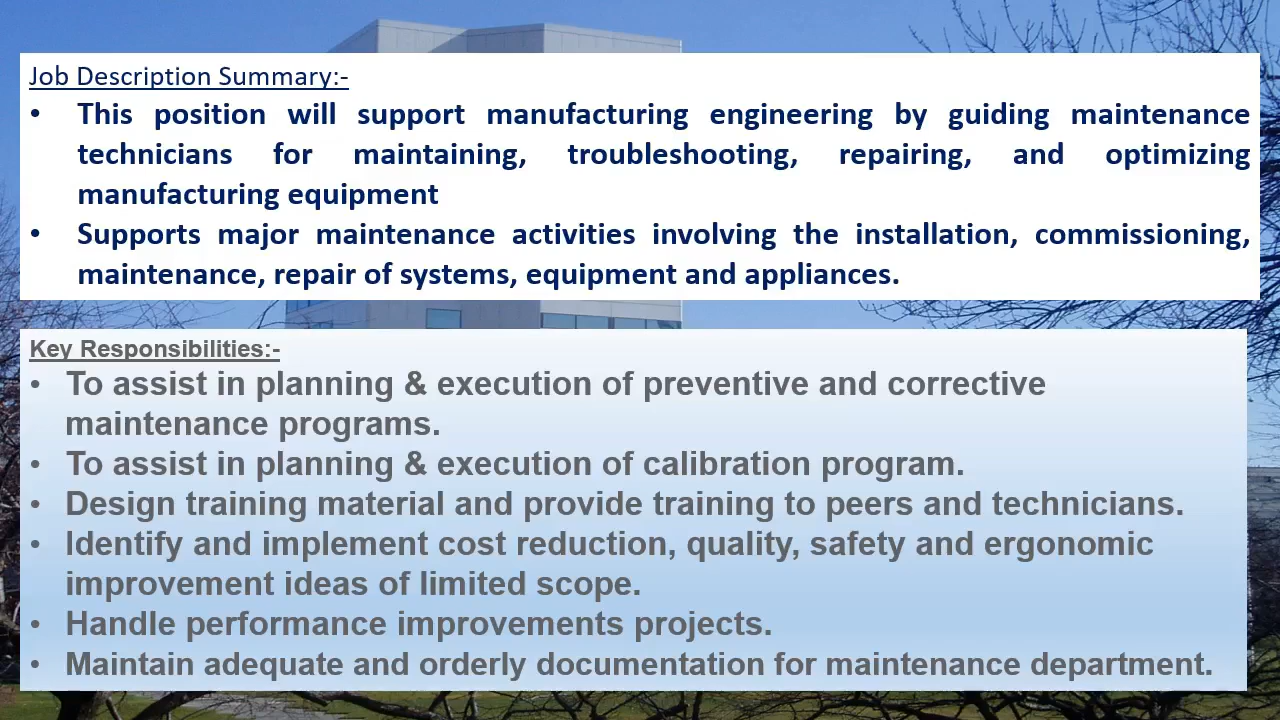 Job Description Summary:-
• This position will support manufacturing engineering by guiding maintenance
technicians for maintaining, troubleshooting, repairing, and optimizing
manufacturing equipment
• Supports major maintenance activities involving the installation, commissioning,
maintenance, repair of systems, equipment and appliances.
Key Responsibilities:-
• To assist in planning & execution of preventive and corrective
maintenance programs.
• To assist in planning & execution of calibration program.
• Design training material and provide training to peers and technicians.
• Identify and implement cost reduction, quality, safety and ergonomic
improvement ideas of limited scope.
• Handle performance improvements projects.
• Maintain adequate and orderly documentation for maintenance department.